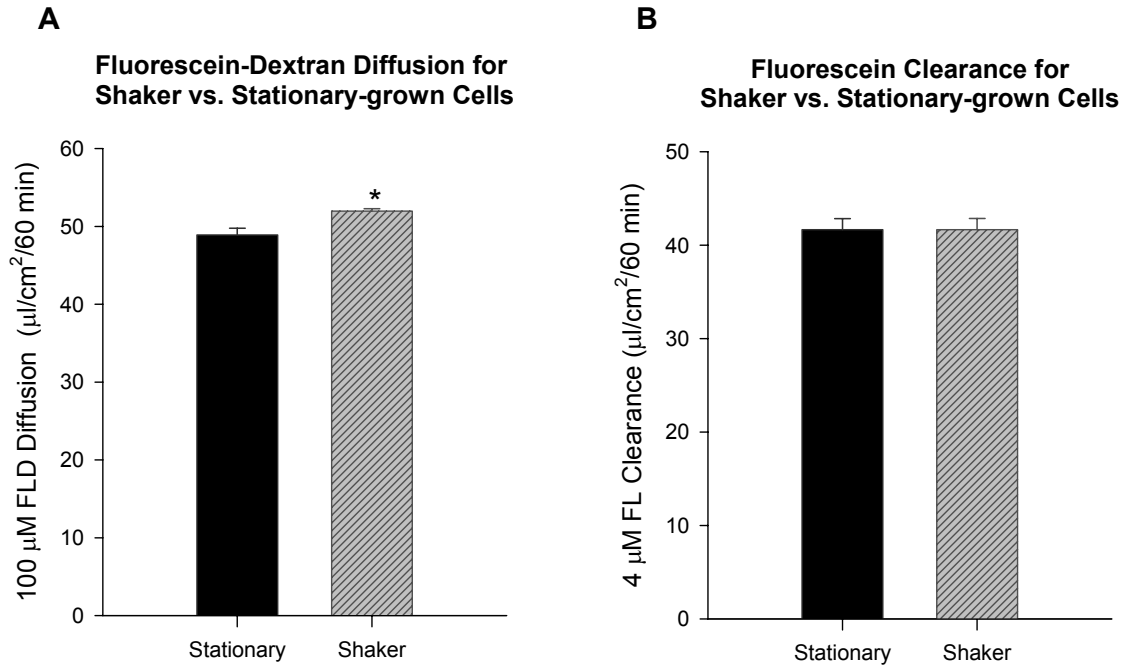 A
Fluorescein-Dextran Diffusion for
Shaker vs. Stationary-grown Cells
100 μM FLD Diffusion (μl/cm²/60 min)
60
50
40
30
20
10
0
*
Stationary Shaker
B
Fluorescein Clearance for
Shaker vs. Stationary-grown Cells
4 μM FL Clearance (μl/cm²/60 min)
50
40
30
20
10
0
Stationary Shaker